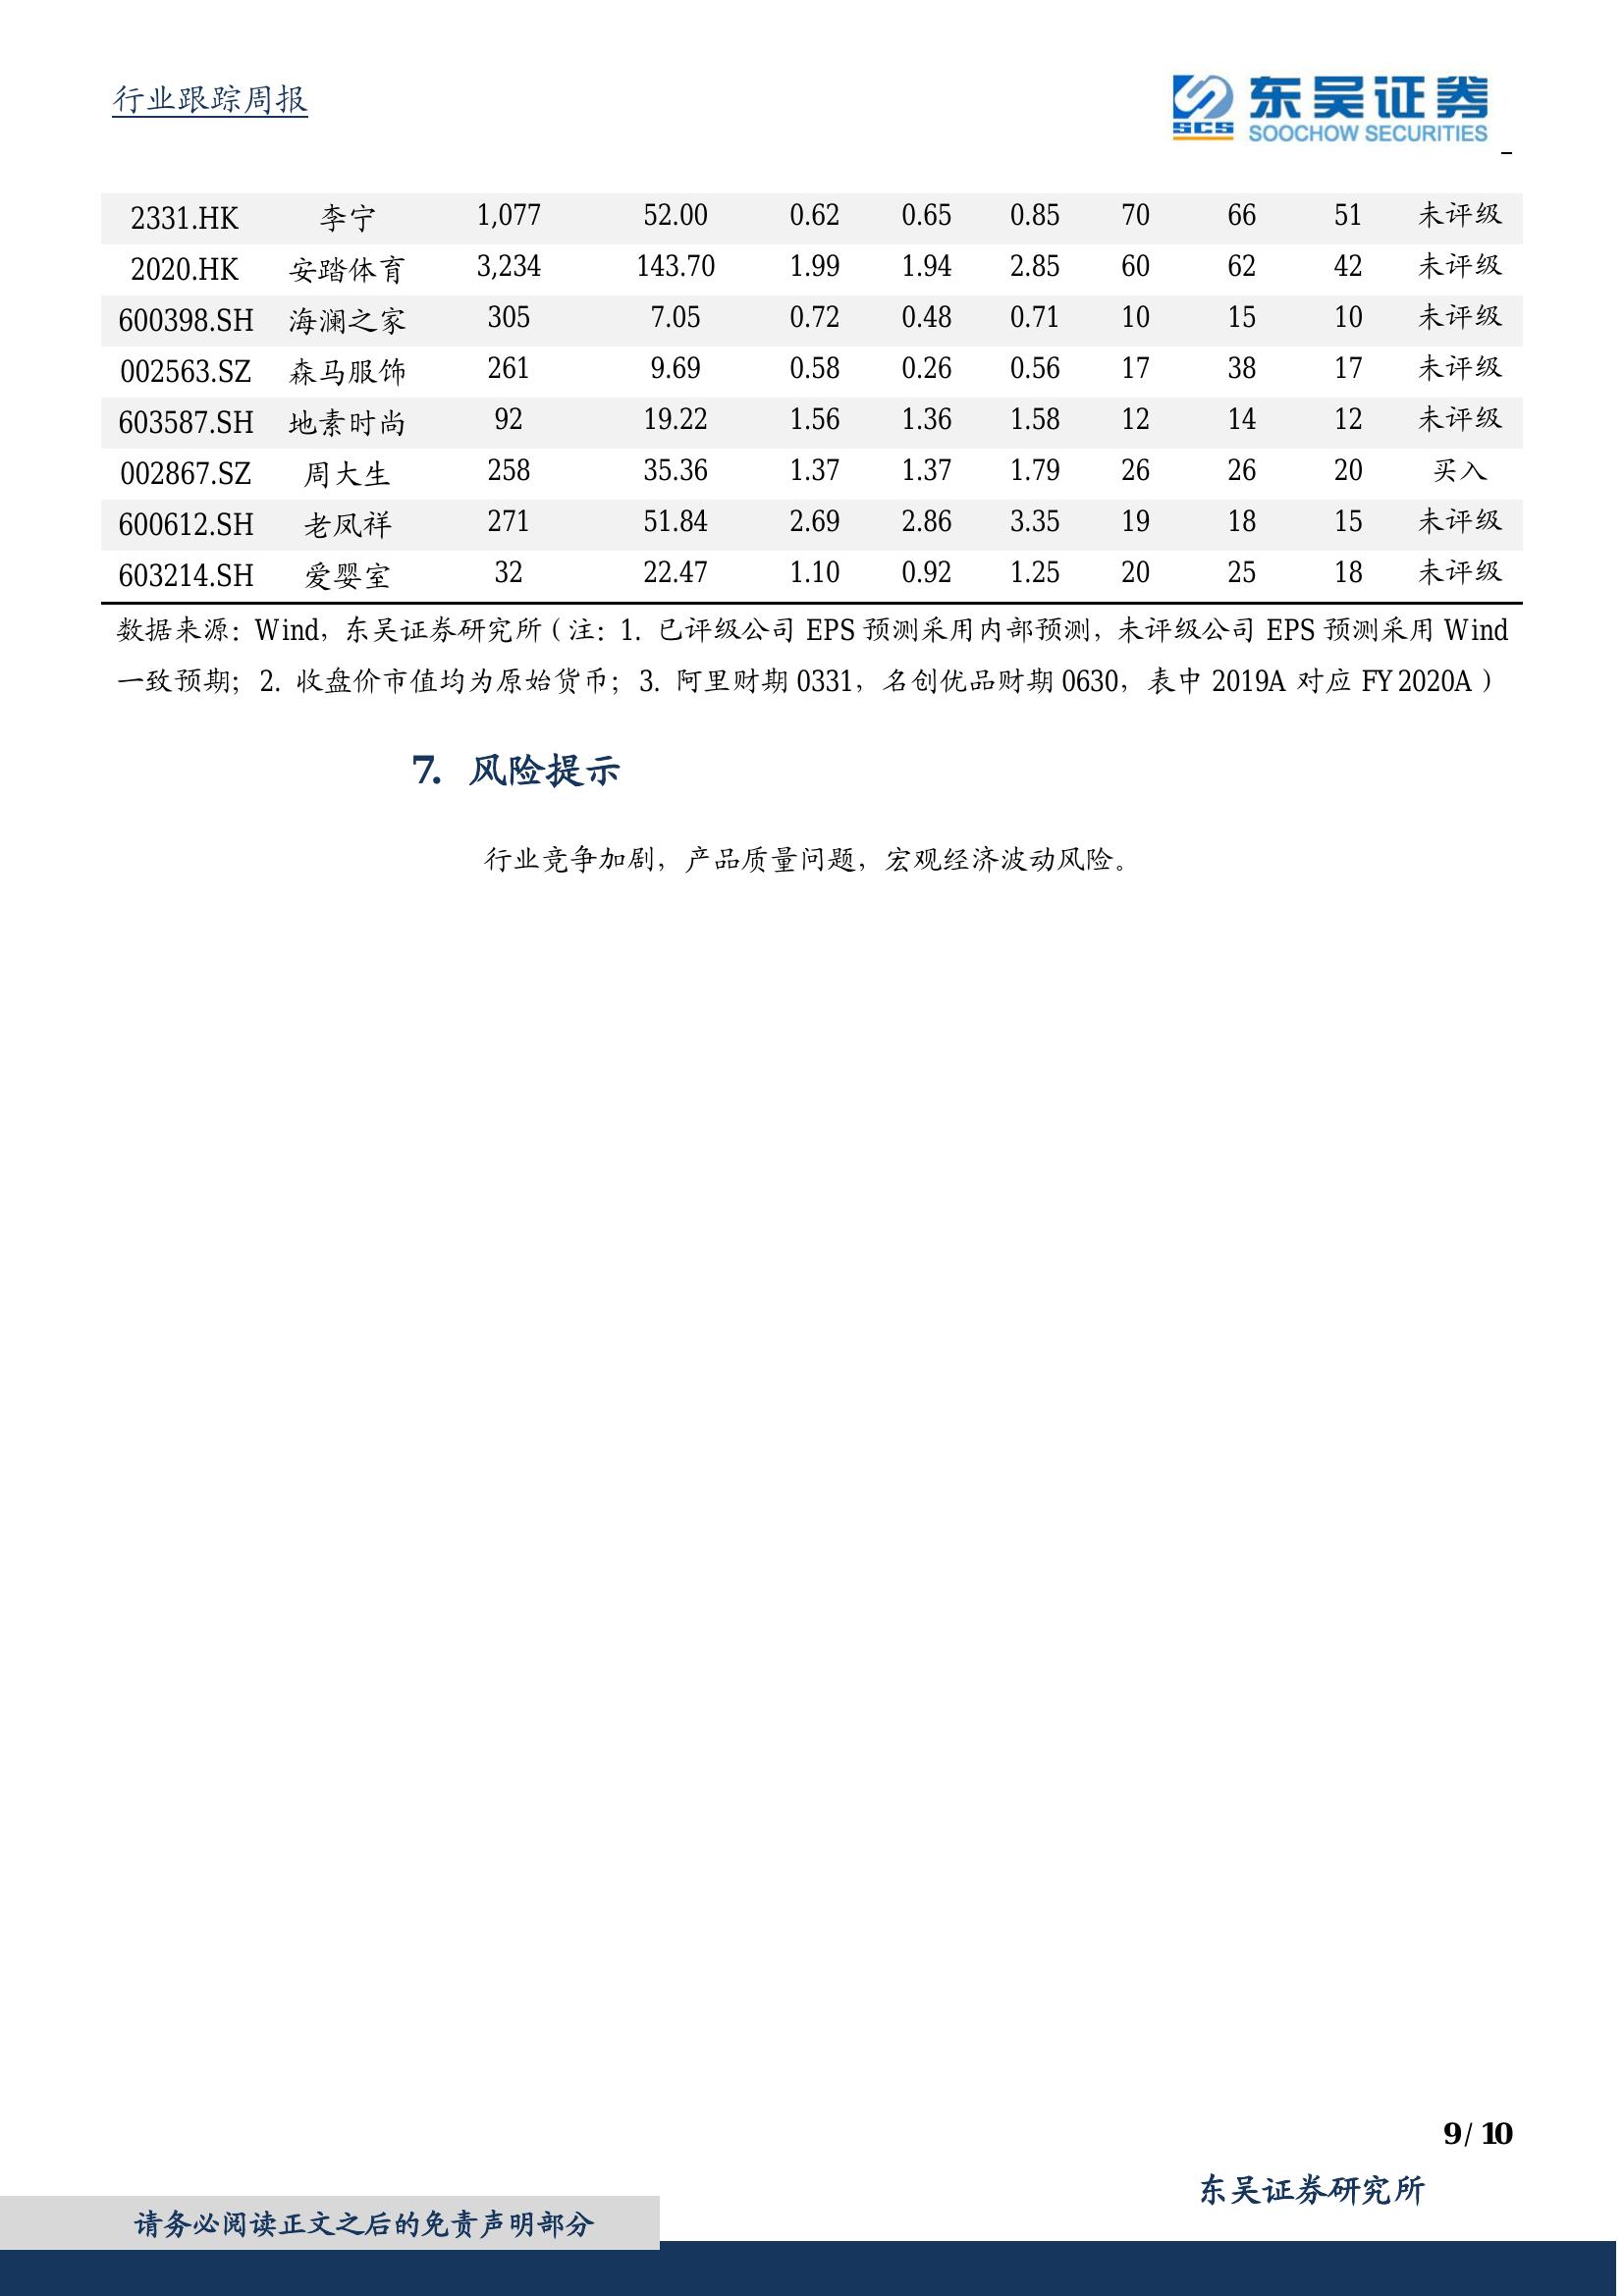 行业跟踪周报
SCS 东吴证券
SOOCHOW SECURITIES
2331.HK 李宁 1,077 52.00 0.62 0.65 0.85 70 66 51 未评级
2020.HK 安踏体育 3,234 143.70 1.99 1.94 2.85 60 62 42 未评级
600398.SH 海澜之家 305 7.05 0.72 0.48 0.71 10 15 10 未评级
002563.SZ 森马服饰 261 9.69 0.58 0.26 0.56 17 38 17 未评级
603587.SH 地素时尚 92 19.22 1.56 1.36 1.58 12 14 12 未评级
002867.SZ 周大生 258 35.36 1.37 1.37 1.79 26 26 20 买入
600612.SH 老凤祥 271 51.84 2.69 2.86 3.35 19 18 15 未评级
603214.SH 爱婴室 32 22.47 1.10 0.92 1.25 20 25 18 未评级
数据来源：Wind，东吴证券研究所（注：1. 已评级公司 EPS 预测采用内部预测，未评级公司 EPS 预测采用 Wind
一致预期；2. 收盘价市值均为原始货币；3. 阿里财期 0331，名创优品财期 0630，表中 2019A 对应 FY2020A）
7. 风险提示
行业竞争加剧，产品质量问题，宏观经济波动风险。
9 / 10
东吴证券研究所
请务必阅读正文之后的免责声明部分